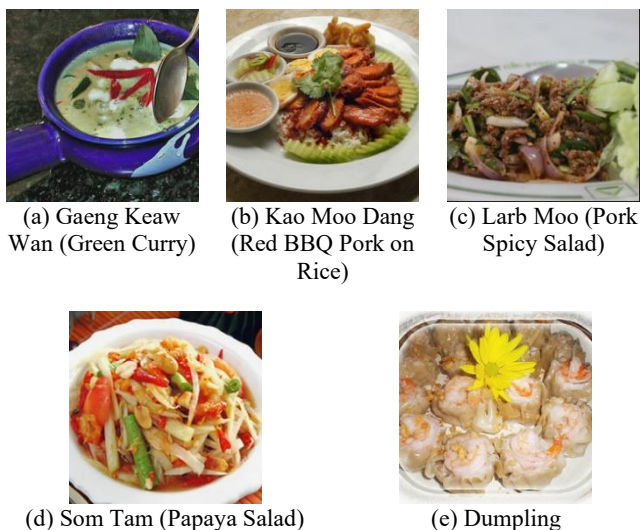 (a) Gaeng Keaw
Wan (Green Curry)
(b) Kao Moo Dang
(Red BBQ Pork on
Rice)
(c) Larb Moo (Pork
Spicy Salad)
(d) Som Tam (Papaya Salad)
(e) Dumpling